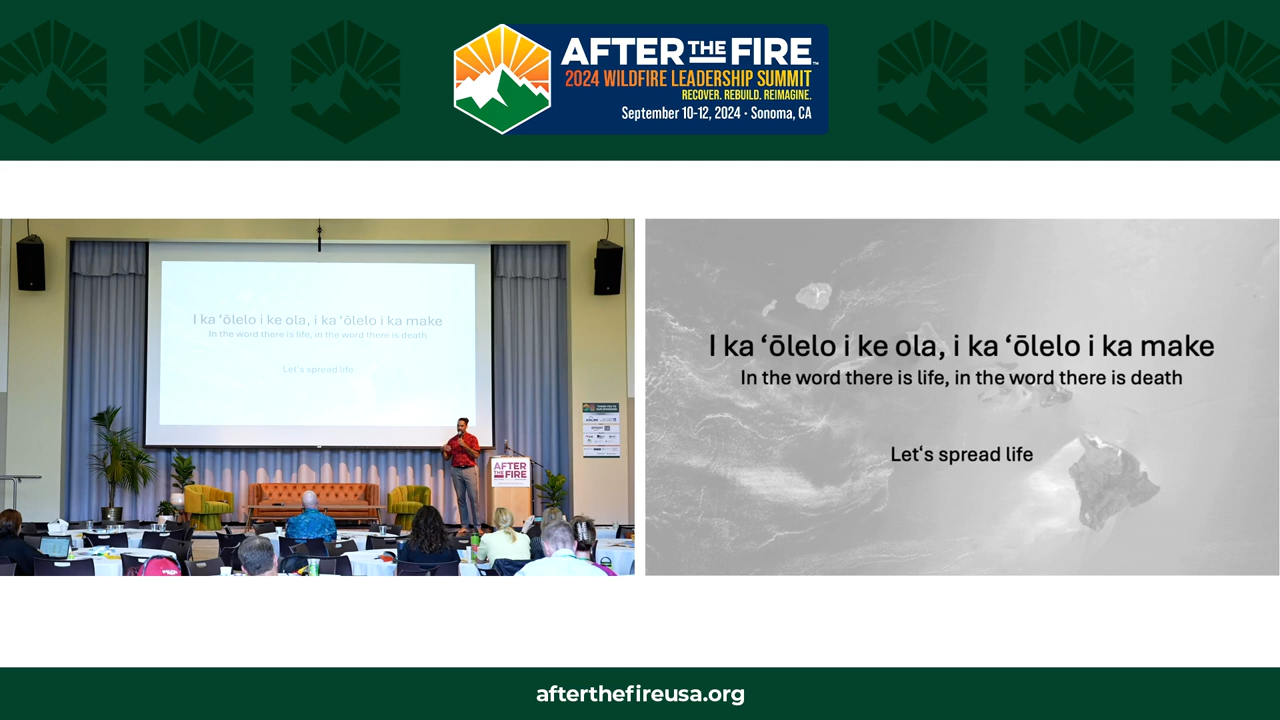 AFTER THE FIRE™
2024 WILDFIRE LEADERSHIP SUMMIT
RECOVER. REBUILD. REIMAGINE.
September 10-12, 2024 · Sonoma, CA
I ka ʻōlelo i ke ola, i ka ʻōlelo i ka make
In the word there is life, in the word there is death
Let's spread life
AFTER
THE FIRE
I ka ‘ōlelo i ke ola, i ka ‘ōlelo i ka make
In the word there is life, in the word there is death
Let‘s spread life
afterthefireusa.org